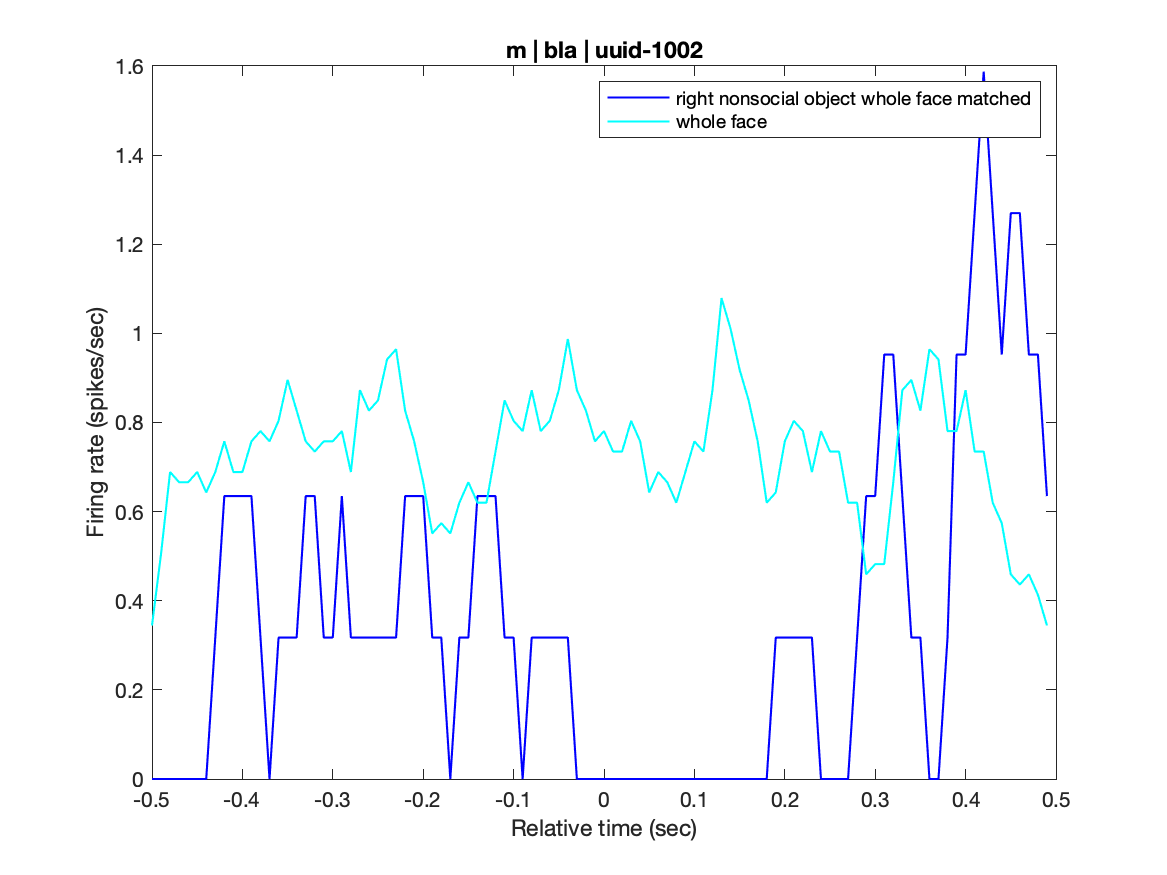 m | bla | uuid-1002
right nonsocial object whole face matched
whole face
Firing rate (spikes/sec)
1.6
1.4
1.2
1
0.8
0.6
0.4
0.2
0
-0.5 -0.4 -0.3 -0.2 -0.1 0 0.1 0.2 0.3 0.4 0.5
Relative time (sec)